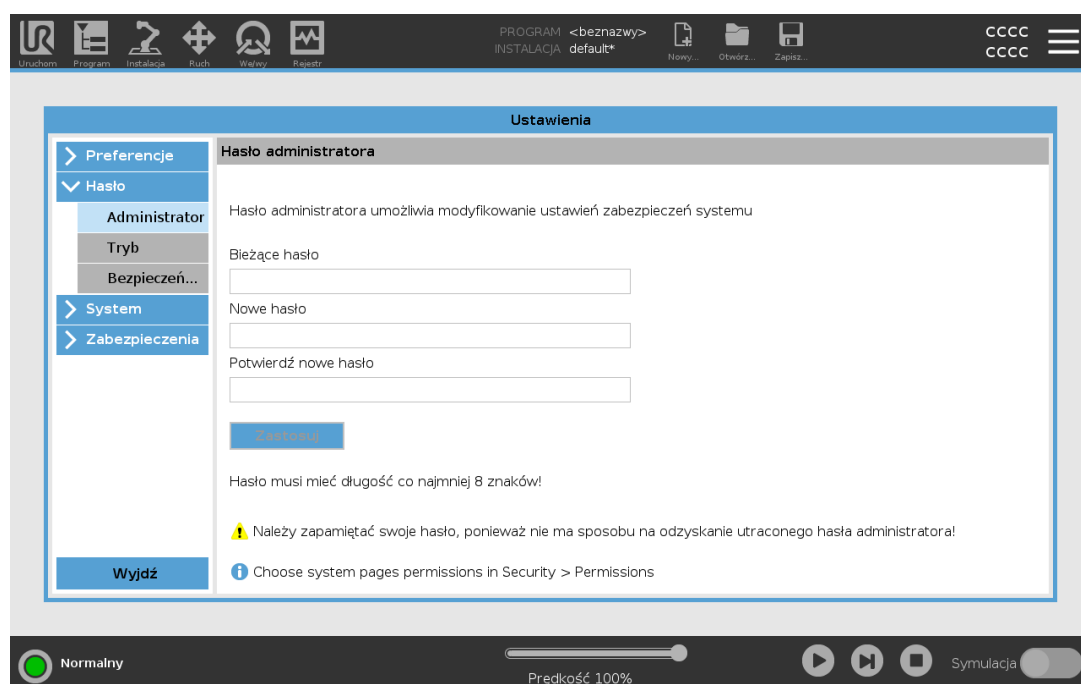 UR
PROGRAM <beznazwy>
INSTALACJA default*
cccc
cccc
Uruchom Program Instalacja Ruch We/wy Rejestr Nowy... Otwórz... Zapisz...
Ustawienia
Preferencje
Hasło
Administrator
Tryb
Bezpieczeń...
System
Zabezpieczenia
Wyjdź
Hasło administratora
Hasło administratora umożliwia modyfikowanie ustawień zabezpieczeń systemu
Bieżące hasło
Nowe hasło
Potwierdź nowe hasło
Zastosuj
Hasło musi mieć długość co najmniej 8 znaków!
Należy zapamiętać swoje hasło, ponieważ nie ma sposobu na odzyskanie utraconego hasła administratora!
Choose system pages permissions in Security > Permissions
Normalny
Prędkość 100%
Symulacja